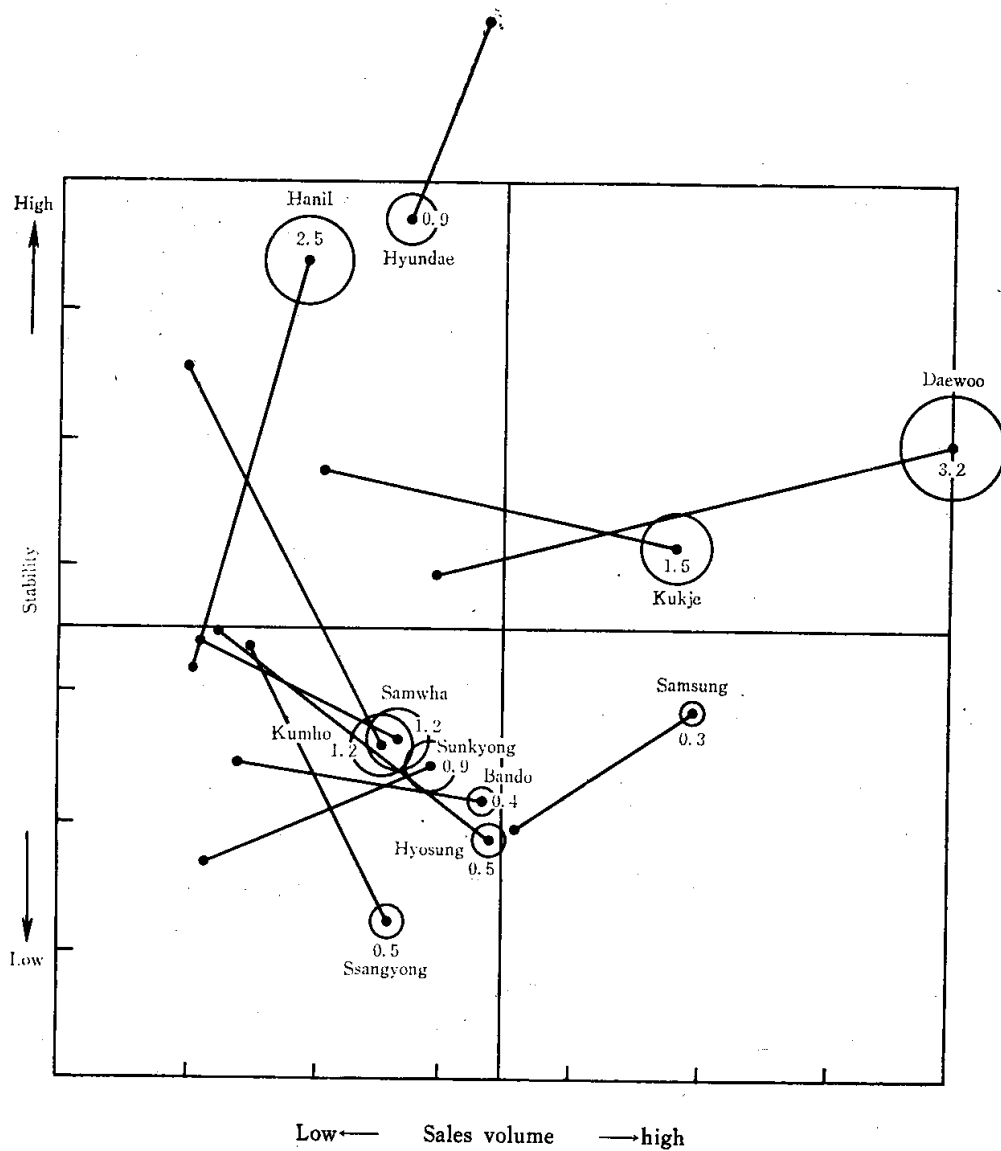 High
Hanil
2.5
0.9
Hyundae
Daewoo
3.2
1.5
Kukje
Stability
Samwha
1.2
Kumho
1.2
Sunkyong
0.9
Bando
0.4
Samsung
0.3
Hyosung
0.5
0.5
Ssangyong
Low
Low← Sales volume →high